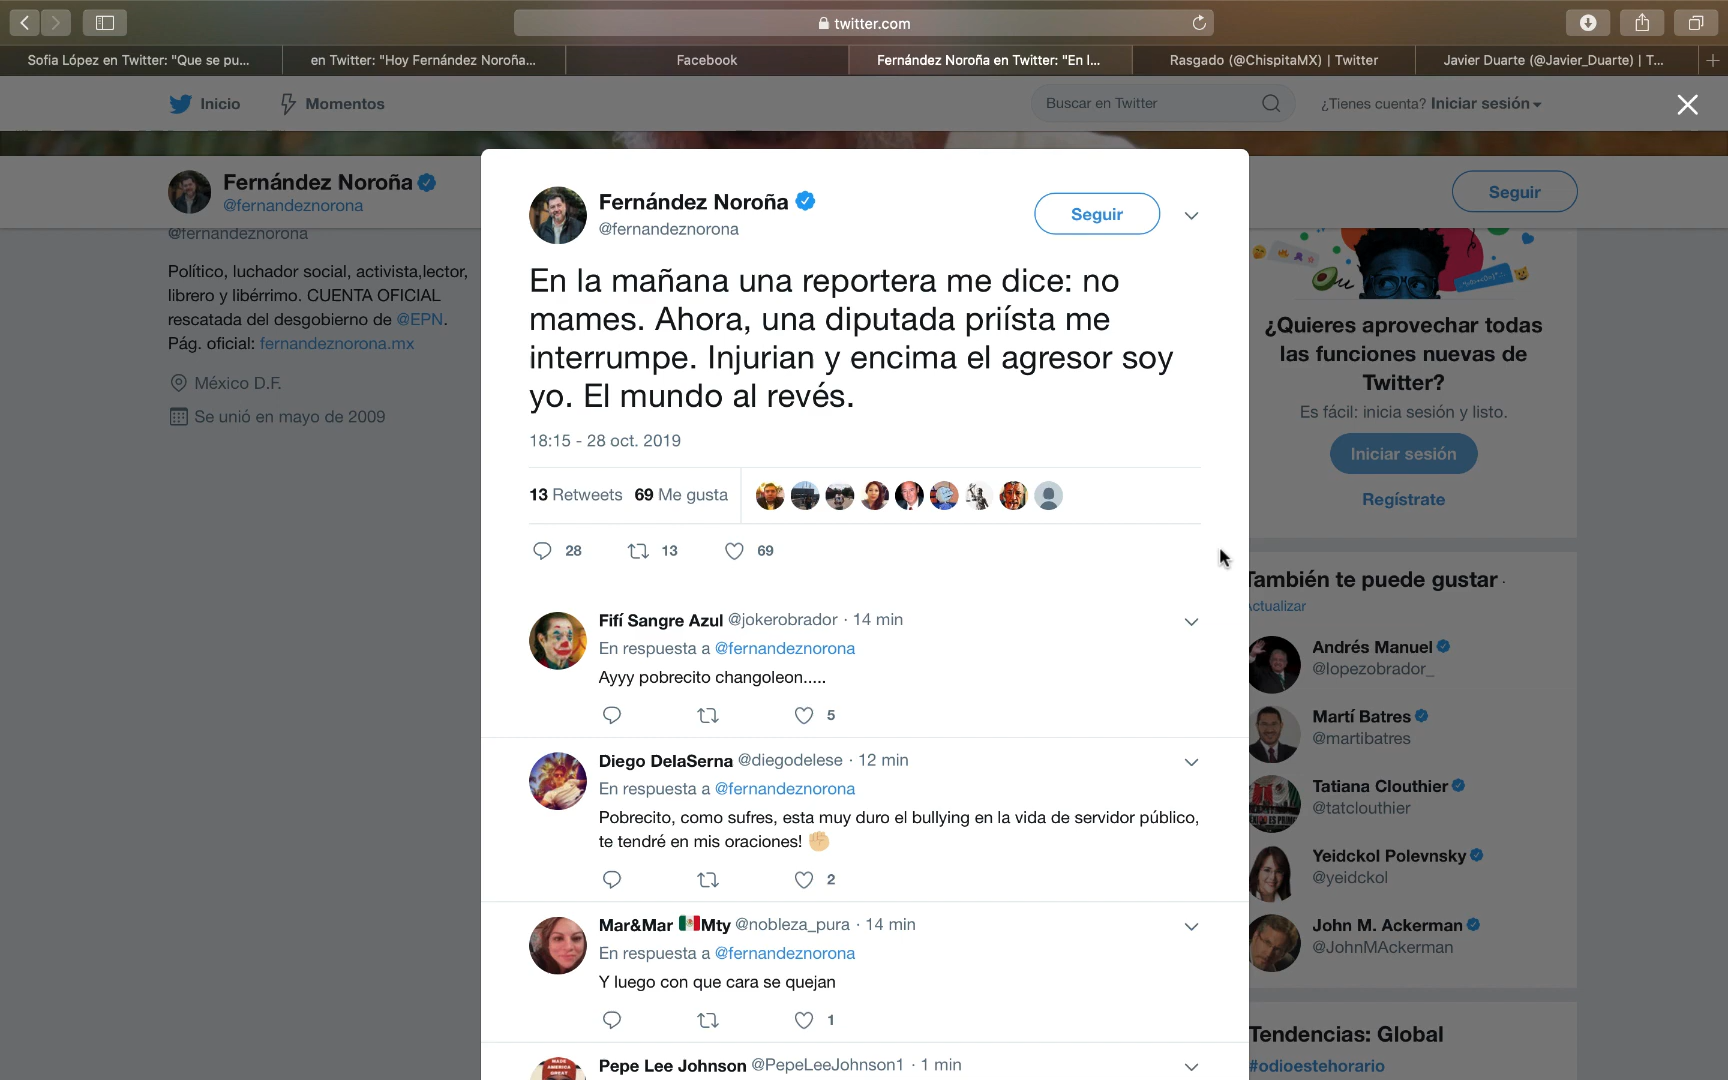 twitter.com
Sofia López en Twitter: "Que se pu...
en Twitter: "Hoy Fernández Noroña...
Facebook
Fernández Noroña en Twitter: "En l...
Rasgado (@ChispitaMX) | Twitter
Javier Duarte (@Javier_Duarte) | T...
Inicio
Momentos
Buscar en Twitter
¿Tienes cuenta? Iniciar sesión
Fernández Noroña
@fernandeznorona
Seguir
@fernandeznorona
Político, luchador social, activista,lector,
librero y libérrimo. CUENTA OFICIAL
rescatada del desgobierno de @EPN.
Pág. oficial: fernandeznorona.mx
México D.F.
Se unió en mayo de 2009
Fernández Noroña
@fernandeznorona
Seguir
En la mañana una reportera me dice: no
mames. Ahora, una diputada priísta me
interrumpe. Injurian y encima el agresor soy
yo. El mundo al revés.
18:15 - 28 oct. 2019
13 Retweets 69 Me gusta
28 13 69
Fifí Sangre Azul @jokerobrador · 14 min
En respuesta a @fernandeznorona
Ayyy pobrecito changoleon.....
5
Diego DelaSerna @diegodelese · 12 min
En respuesta a @fernandeznorona
Pobrecito, como sufres, esta muy duro el bullying en la vida de servidor público,
te tendré en mis oraciones! ✊🏼
2
Mar&Mar 🇲🇽Mty @nobleza_pura · 14 min
En respuesta a @fernandeznorona
Y luego con que cara se quejan
1
Pepe Lee Johnson @PepeLeeJohnson1 · 1 min
¿Quieres aprovechar todas
las funciones nuevas de
Twitter?
Es fácil: inicia sesión y listo.
Iniciar sesión
Regístrate
También te puede gustar ·
Actualizar
Andrés Manuel
@lopezobrador_
Martí Batres
@martibatres
Tatiana Clouthier
@tatclouthier
Yeidckol Polevnsky
@yeidckol
John M. Ackerman
@JohnMAckerman
Tendencias: Global
#odioestehorario